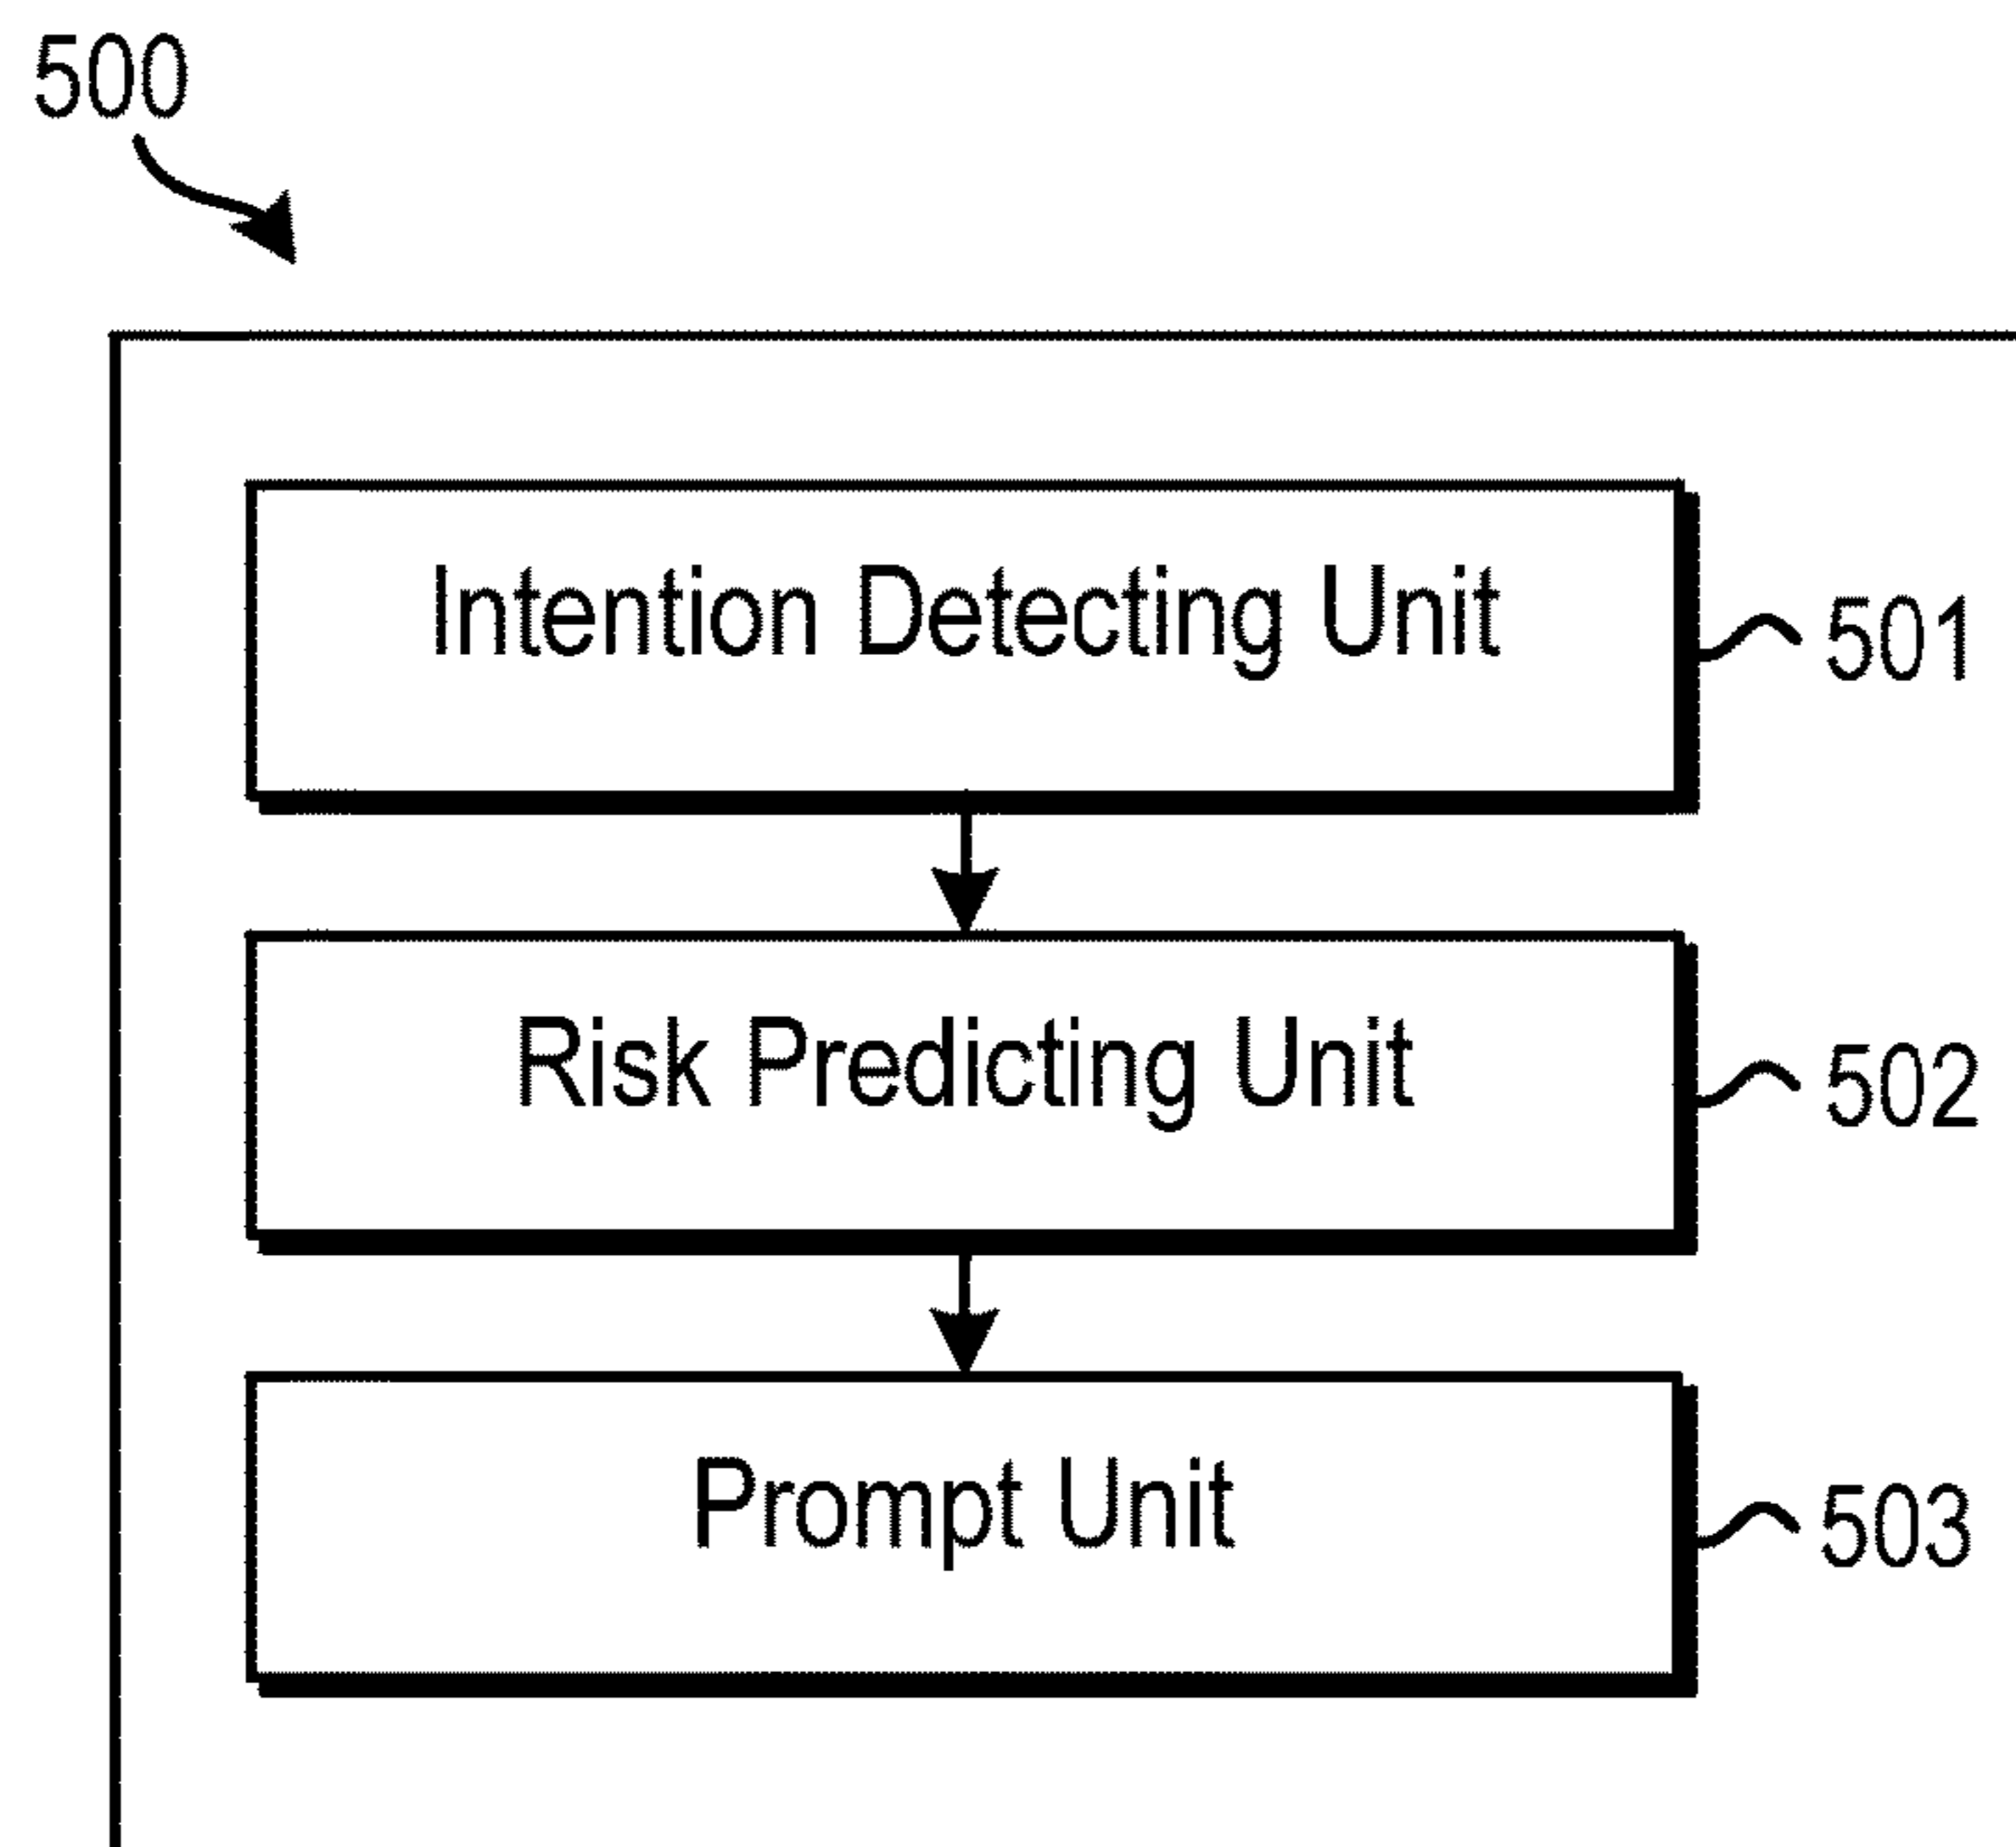 500
Intention Detecting Unit
501
Risk Predicting Unit
502
Prompt Unit
503